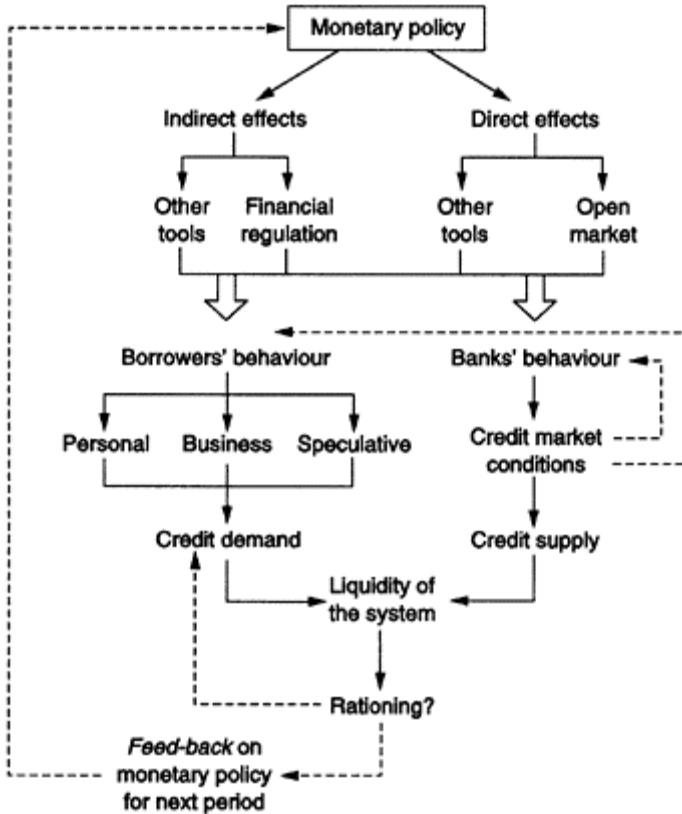 Monetary policy
Indirect effects
Direct effects
Other
tools
Financial
regulation
Other
tools
Open
market
Borrowers' behaviour
Banks' behaviour
Personal
Business
Speculative
Credit market
conditions
Credit demand
Credit supply
Liquidity of
the system
Rationing?
Feed-back on
monetary policy
for next period